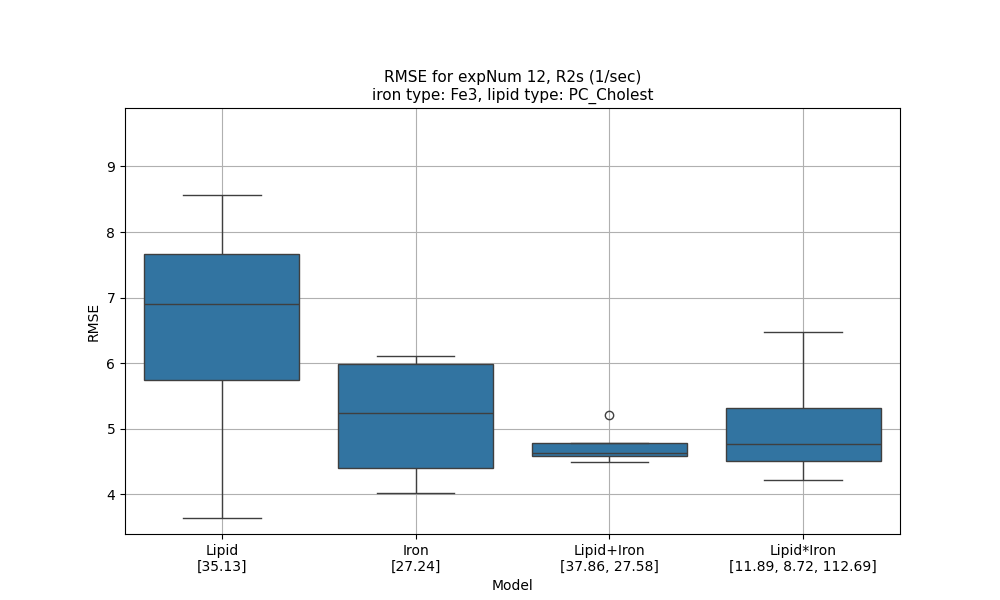 RMSE for expNum 12, R2s (1/sec)
iron type: Fe3, lipid type: PC_Cholest
RMSE
9
8
7
6
5
4
Lipid
[35.13]
Iron
[27.24]
Lipid+Iron
[37.86, 27.58]
Lipid*Iron
[11.89, 8.72, 112.69]
Model